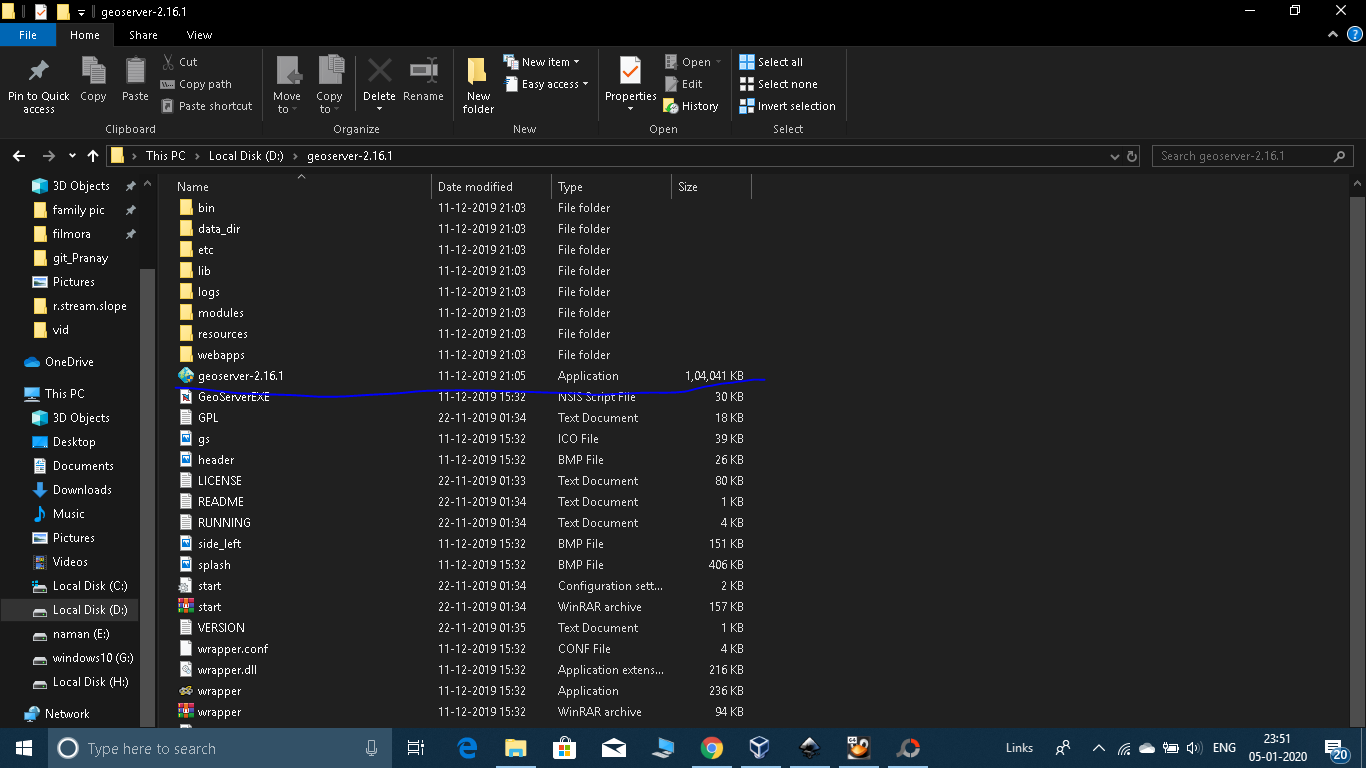 geoserver-2.16.1
File Home Share View
Pin to Quick access
Copy
Paste
Cut
Copy path
Paste shortcut
Clipboard
Move to
Copy to
Delete
Rename
Organize
New folder
New item
Easy access
New
Properties
Open
Edit
History
Open
Select all
Select none
Invert selection
Select
This PC > Local Disk (D:) > geoserver-2.16.1
Search geoserver-2.16.1
3D Objects
family pic
filmora
git_Pranay
Pictures
r.stream.slope
vid
OneDrive
This PC
3D Objects
Desktop
Documents
Downloads
Music
Pictures
Videos
Local Disk (C:)
Local Disk (D:)
naman (E:)
windows10 (G:)
Local Disk (H:)
Network
Name Date modified Type Size
bin 11-12-2019 21:03 File folder
data_dir 11-12-2019 21:03 File folder
etc 11-12-2019 21:03 File folder
lib 11-12-2019 21:03 File folder
logs 11-12-2019 21:03 File folder
modules 11-12-2019 21:03 File folder
resources 11-12-2019 21:03 File folder
webapps 11-12-2019 21:03 File folder
geoserver-2.16.1 11-12-2019 21:05 Application 1,04,041 KB
GeoServerEXE 11-12-2019 15:32 NSIS Script File 30 KB
GPL 22-11-2019 01:34 Text Document 18 KB
gs 11-12-2019 15:32 ICO File 39 KB
header 11-12-2019 15:32 BMP File 26 KB
LICENSE 22-11-2019 01:33 Text Document 80 KB
README 22-11-2019 01:34 Text Document 1 KB
RUNNING 22-11-2019 01:34 Text Document 4 KB
side_left 11-12-2019 15:32 BMP File 151 KB
splash 11-12-2019 15:32 BMP File 406 KB
start 22-11-2019 01:34 Configuration sett... 2 KB
start 22-11-2019 01:34 WinRAR archive 157 KB
VERSION 22-11-2019 01:35 Text Document 1 KB
wrapper.conf 11-12-2019 15:32 CONF File 4 KB
wrapper.dll 11-12-2019 15:32 Application extens... 216 KB
wrapper 11-12-2019 15:32 Application 236 KB
wrapper 11-12-2019 15:32 WinRAR archive 94 KB
Type here to search
Links
ENG
23:51
05-01-2020
20